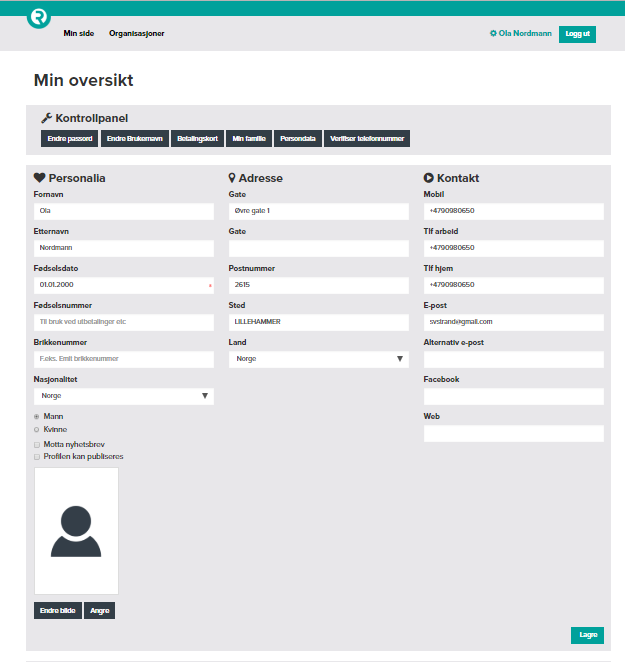 R
Min side Organisasjoner Ola Nordmann Logg ut
Min oversikt
Kontrollpanel
Endre passord Endre Brukernavn Betalingskort Min familie Persondata Verifiser telefonnummer
Personalia
Fornavn
Ola
Etternavn
Nordmann
Fødselsdato
01.01.2000 *
Fødselsnummer
Til bruk ved utbetalinger etc
Brikkenummer
F.eks. Emit brikkenummer
Nasjonalitet
Norge
Mann
Kvinne
Motta nyhetsbrev
Profilen kan publiseres
Endre bilde Angre
Adresse
Gate
Øvre gate 1
Gate
Postnummer
2615
Sted
LILLEHAMMER
Land
Norge
Kontakt
Mobil
+4790980650
Tlf arbeid
+4790980650
Tlf hjem
+4790980650
E-post
svstrand@gmail.com
Alternativ e-post
Facebook
Web
Lagre